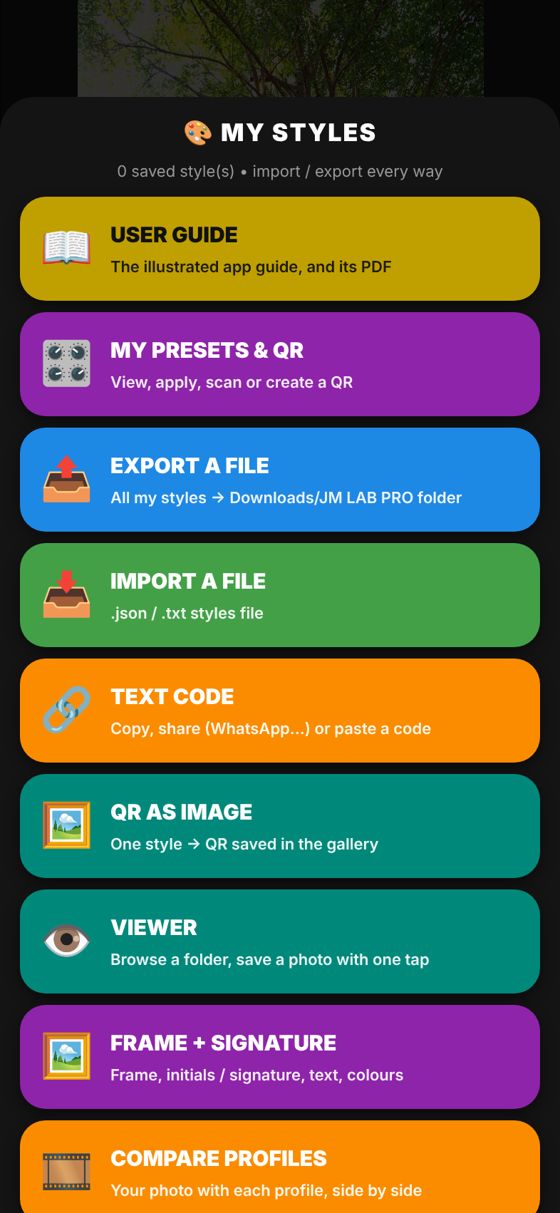 🎨 MY STYLES
0 saved style(s) • import / export every way
USER GUIDE
The illustrated app guide, and its PDF
MY PRESETS & QR
View, apply, scan or create a QR
EXPORT A FILE
All my styles → Downloads/JM LAB PRO folder
IMPORT A FILE
.json / .txt styles file
TEXT CODE
Copy, share (WhatsApp...) or paste a code
QR AS IMAGE
One style → QR saved in the gallery
VIEWER
Browse a folder, save a photo with one tap
FRAME + SIGNATURE
Frame, initials / signature, text, colours
COMPARE PROFILES
Your photo with each profile, side by side